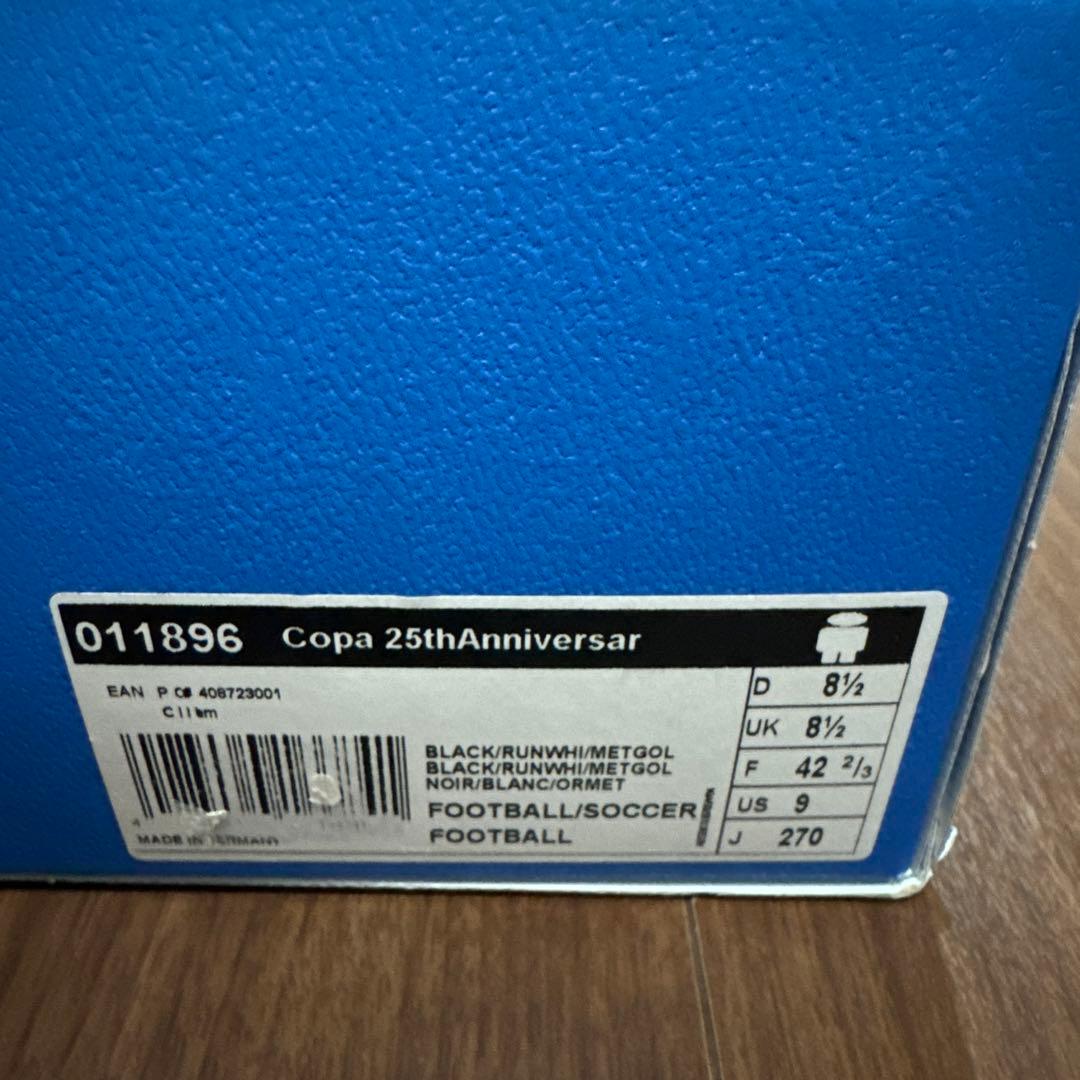 011896 Copa 25thAnniversar
EAN P C# 408723001
BLACK/RUNWHI/METGOL
BLACK/RUNWHI/METGOL
NOIR/BLANC/ORMET
FOOTBALL/SOCCER
FOOTBALL
MADE IN GERMANY
D 8½
UK 8½
F 42 2/3
US 9
J 270